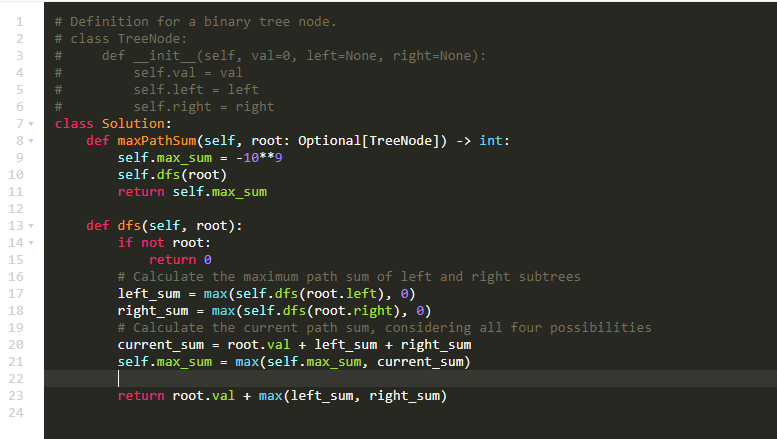 1 # Definition for a binary tree node.
2 # class TreeNode:
3 #     def __init__(self, val=0, left=None, right=None):
4 #         self.val = val
5 #         self.left = left
6 #         self.right = right
7 class Solution:
8     def maxPathSum(self, root: Optional[TreeNode]) -> int:
9         self.max_sum = -10**9
10         self.dfs(root)
11         return self.max_sum
12
13     def dfs(self, root):
14         if not root:
15             return 0
16         # Calculate the maximum path sum of left and right subtrees
17         left_sum = max(self.dfs(root.left), 0)
18         right_sum = max(self.dfs(root.right), 0)
19         # Calculate the current path sum, considering all four possibilities
20         current_sum = root.val + left_sum + right_sum
21         self.max_sum = max(self.max_sum, current_sum)
22
23         return root.val + max(left_sum, right_sum)
24